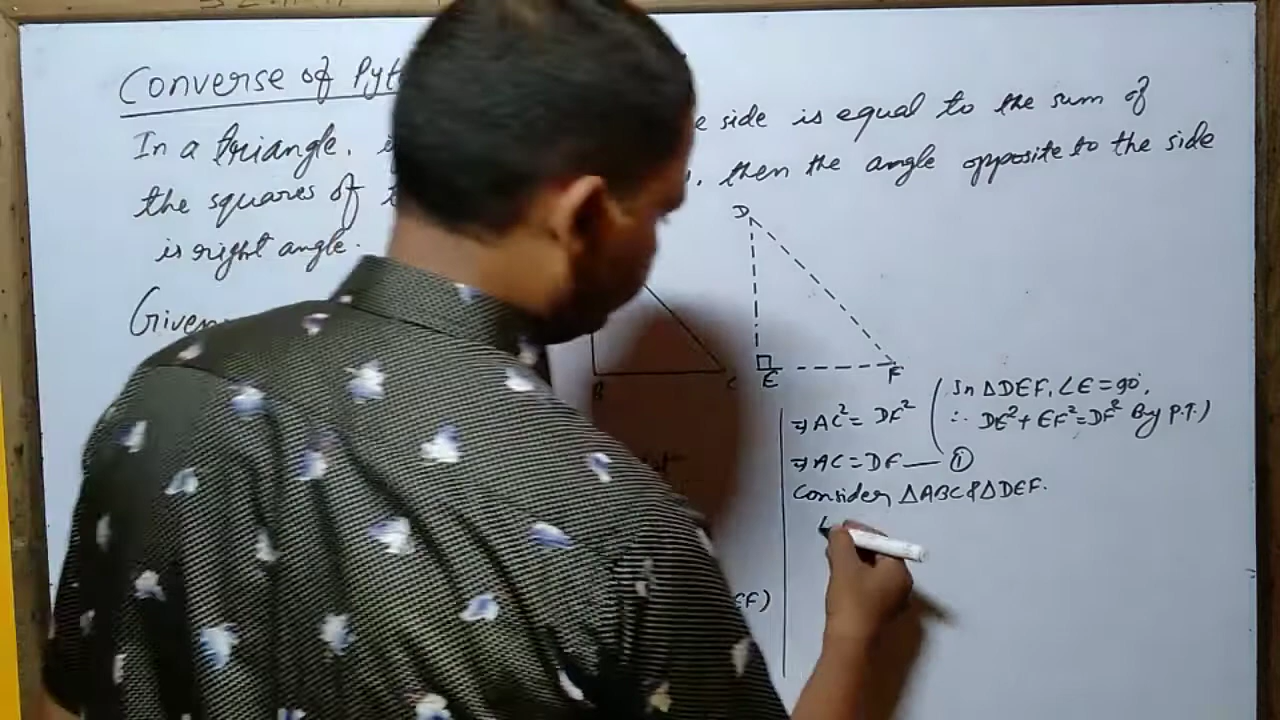 Converse of Pyt
In a triangle, side is equal to the sum of
the squares of , then the angle opposite to the side
is right angle.
Given
D
B C E F
⇒ AC² = DF² (In △DEF, ∠E = 90°,
∴ DE² + EF² = DF² By P.T.)
⇒ AC = DF — ①
Consider △ABC & △DEF.
EF)